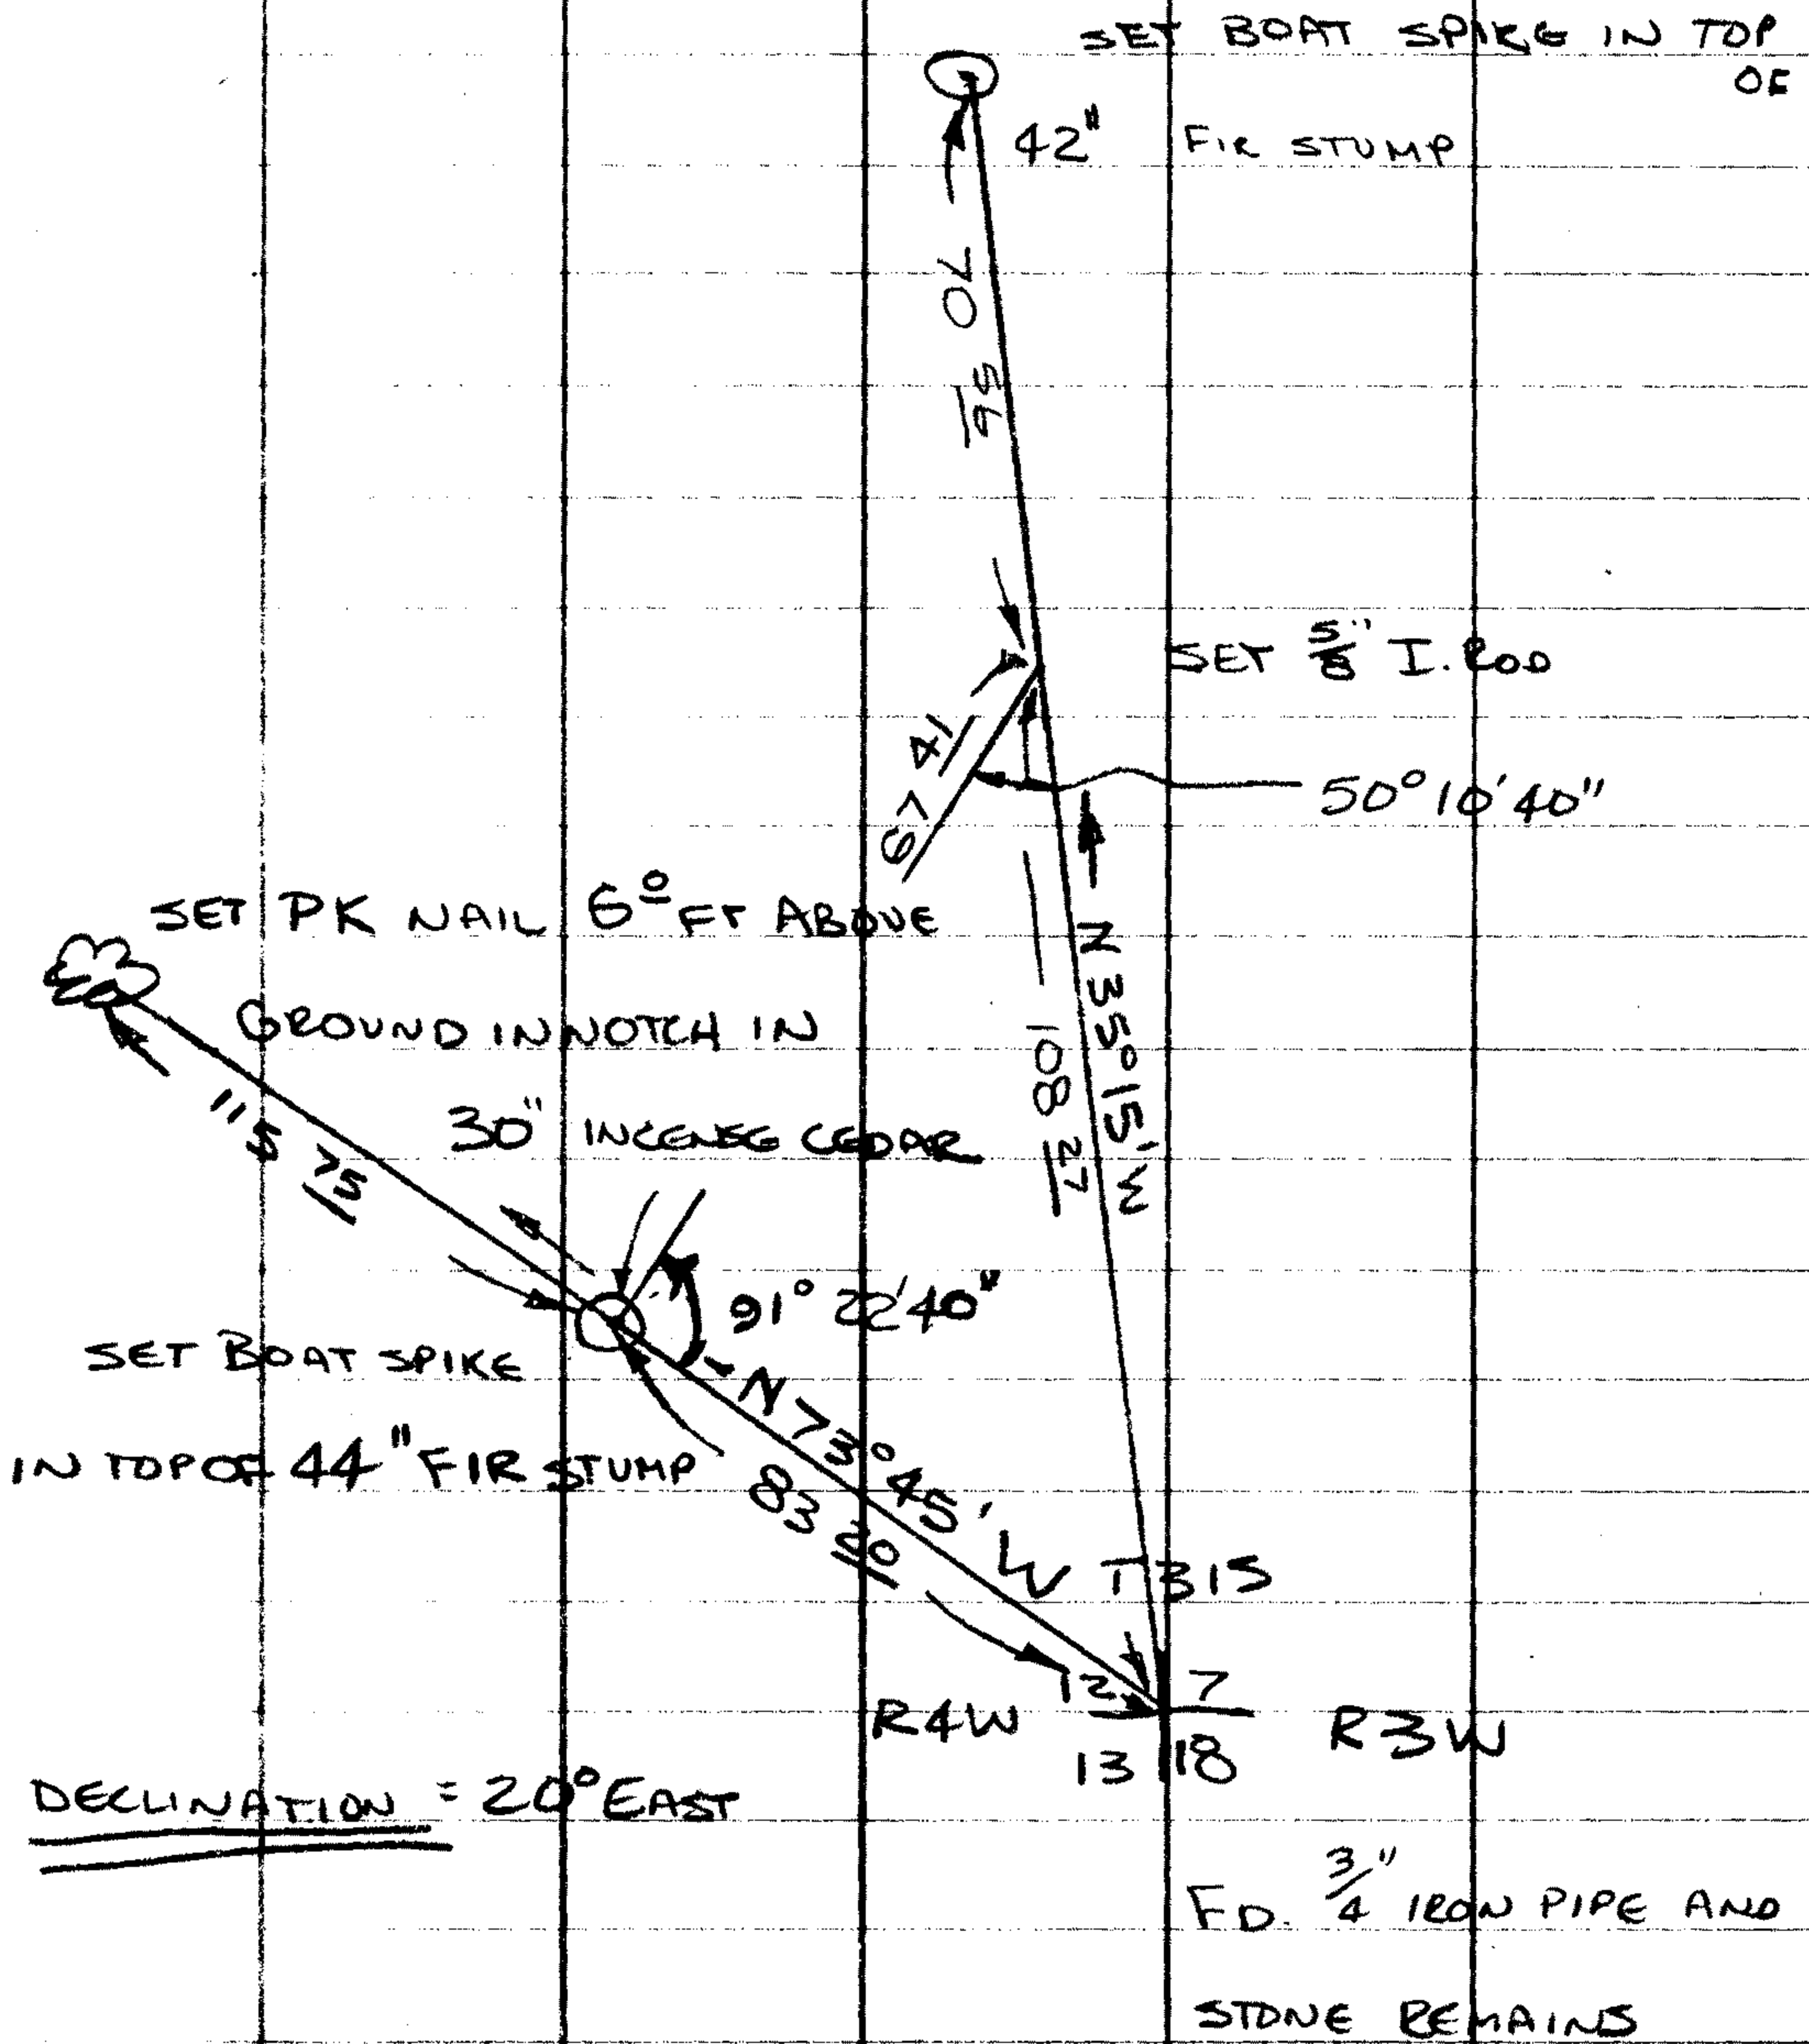 SET BOAT SPIKE IN TOP
OF
42" FIR STUMP
70 56
SET 5/8" I. ROD
67 41
50° 10' 40"
SET PK NAIL 6 0 FT ABOVE
GROUND IN NOTCH IN
30" INCENSE CEDAR
N 35° 15' W
108 27
115 75
91° 22' 40"
SET BOAT SPIKE
IN TOP OF 44" FIR STUMP
N 73° 45' W
83 20
T31S
12 7
R4W R3W
13 18
DECLINATION = 20° EAST
FD. 3/4" IRON PIPE AND
STONE REMAINS